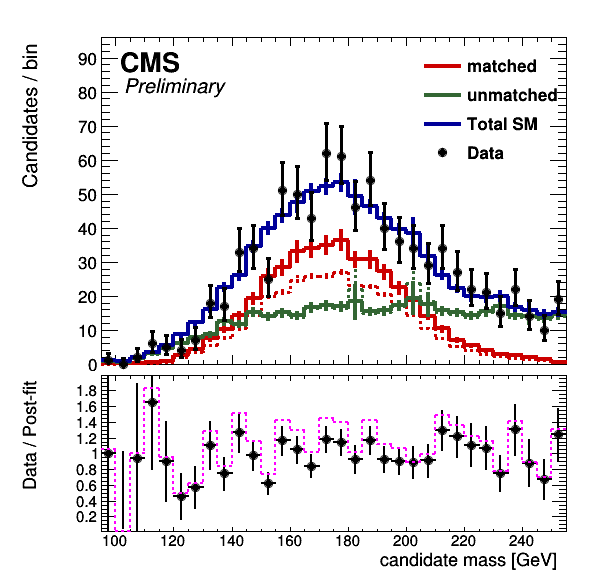 CMS
Preliminary
matched
unmatched
Total SM
Data
Candidates / bin
90
80
70
60
50
40
30
20
10
0
Data / Post-fit
1.8
1.6
1.4
1.2
1
0.8
0.6
0.4
0.2
100 120 140 160 180 200 220 240
candidate mass [GeV]